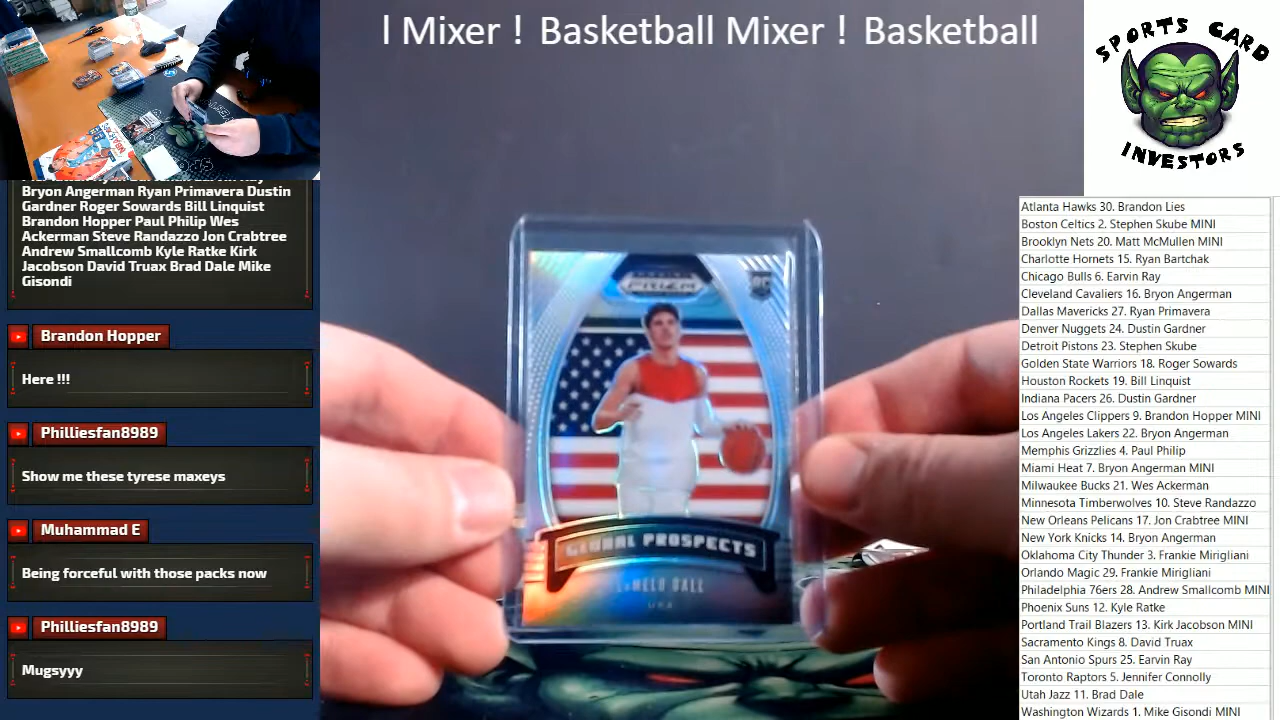 l Mixer ! Basketball Mixer ! Basketball
SPORTS CARD
INVESTORS
Bryon Angerman Ryan Primavera Dustin
Gardner Roger Sowards Bill Linquist
Brandon Hopper Paul Philip Wes
Ackerman Steve Randazzo Jon Crabtree
Andrew Smallcomb Kyle Ratke Kirk
Jacobson David Truax Brad Dale Mike
Gisondi
Brandon Hopper
Here !!!
Philliesfan8989
Show me these tyrese maxeys
Muhammad E
Being forceful with those packs now
Philliesfan8989
Mugsyyy
PRIZM
RC
GLOBAL PROSPECTS
LaMELO BALL
USA
Atlanta Hawks 30. Brandon Lies
Boston Celtics 2. Stephen Skube MINI
Brooklyn Nets 20. Matt McMullen MINI
Charlotte Hornets 15. Ryan Bartchak
Chicago Bulls 6. Earvin Ray
Cleveland Cavaliers 16. Bryon Angerman
Dallas Mavericks 27. Ryan Primavera
Denver Nuggets 24. Dustin Gardner
Detroit Pistons 23. Stephen Skube
Golden State Warriors 18. Roger Sowards
Houston Rockets 19. Bill Linquist
Indiana Pacers 26. Dustin Gardner
Los Angeles Clippers 9. Brandon Hopper MINI
Los Angeles Lakers 22. Bryon Angerman
Memphis Grizzlies 4. Paul Philip
Miami Heat 7. Bryon Angerman MINI
Milwaukee Bucks 21. Wes Ackerman
Minnesota Timberwolves 10. Steve Randazzo
New Orleans Pelicans 17. Jon Crabtree MINI
New York Knicks 14. Bryon Angerman
Oklahoma City Thunder 3. Frankie Mirigliani
Orlando Magic 29. Frankie Mirigliani
Philadelphia 76ers 28. Andrew Smallcomb MINI
Phoenix Suns 12. Kyle Ratke
Portland Trail Blazers 13. Kirk Jacobson MINI
Sacramento Kings 8. David Truax
San Antonio Spurs 25. Earvin Ray
Toronto Raptors 5. Jennifer Connolly
Utah Jazz 11. Brad Dale
Washington Wizards 1. Mike Gisondi MINI